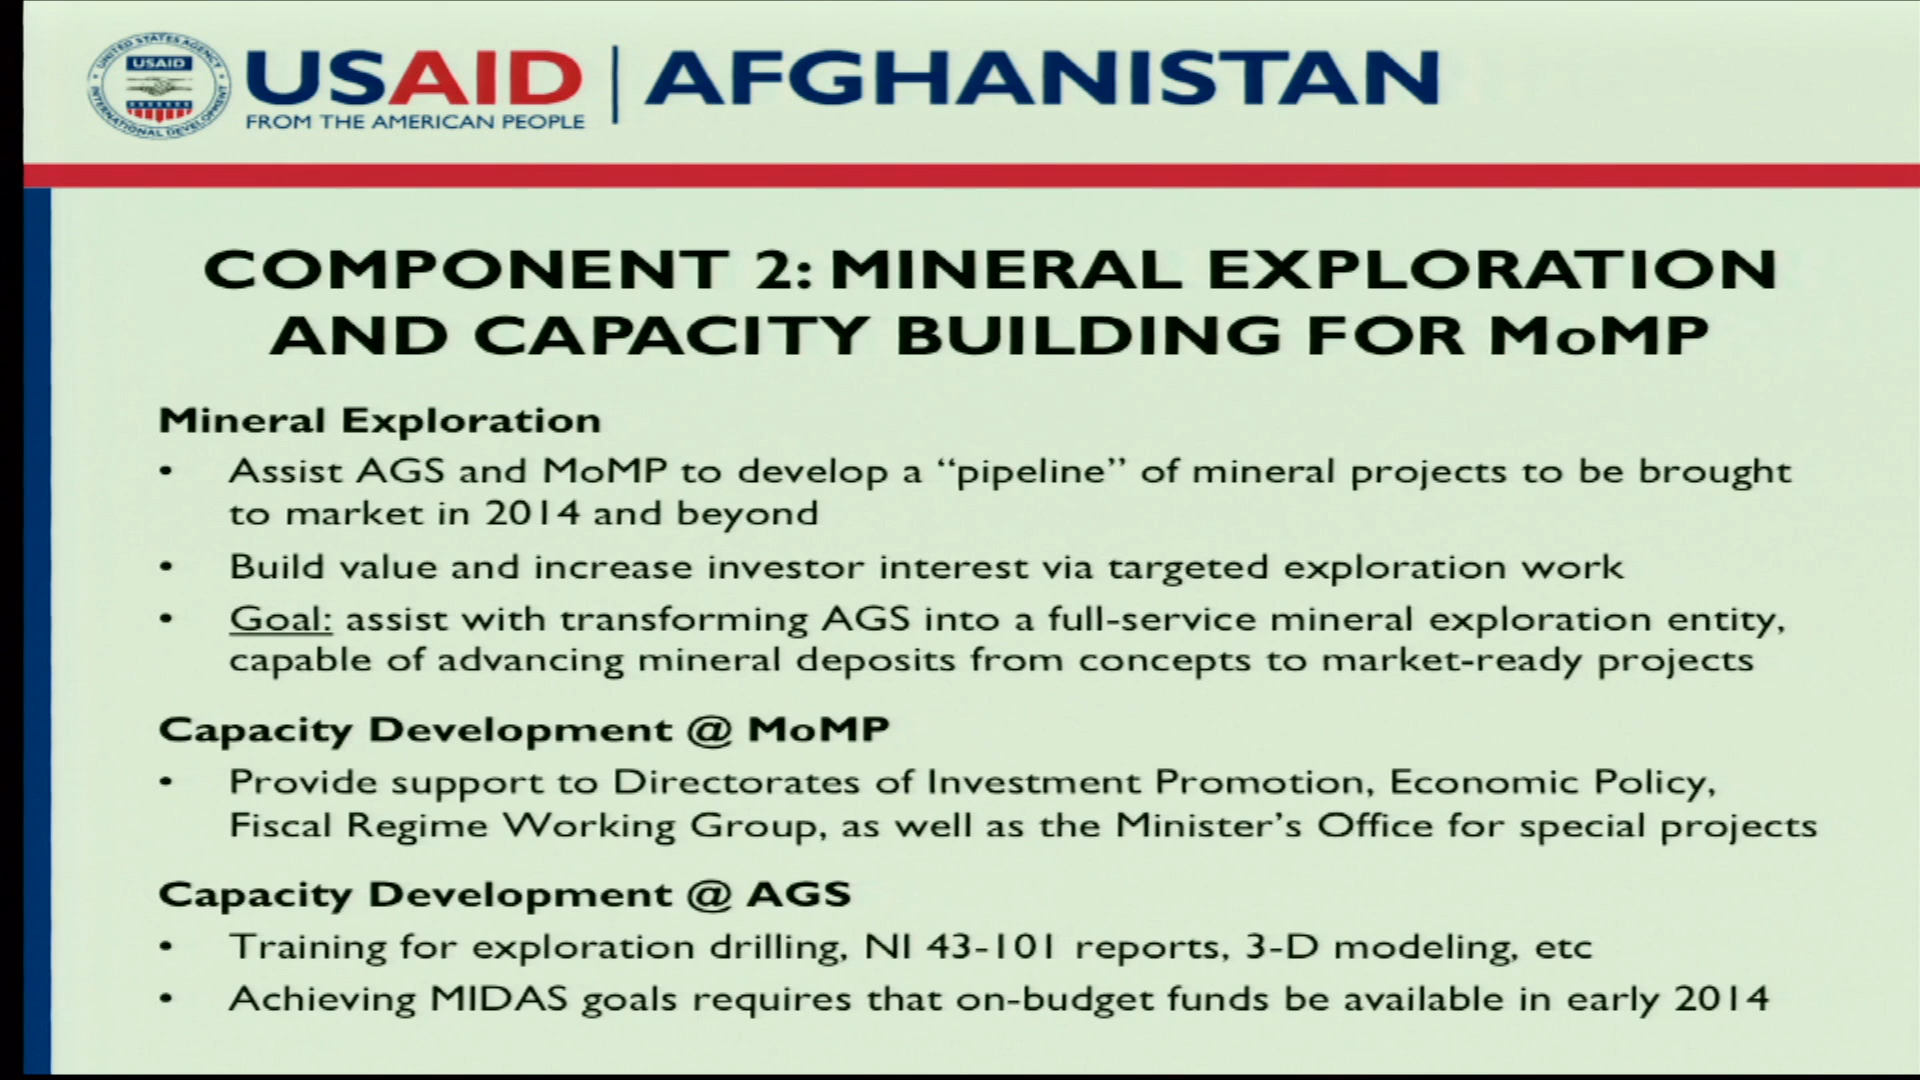 UNITED STATES AGENCY
USAID
INTERNATIONAL DEVELOPMENT
USAID | AFGHANISTAN
FROM THE AMERICAN PEOPLE
COMPONENT 2: MINERAL EXPLORATION
AND CAPACITY BUILDING FOR MoMP
Mineral Exploration
• Assist AGS and MoMP to develop a “pipeline” of mineral projects to be brought
to market in 2014 and beyond
• Build value and increase investor interest via targeted exploration work
• Goal: assist with transforming AGS into a full-service mineral exploration entity,
capable of advancing mineral deposits from concepts to market-ready projects
Capacity Development @ MoMP
• Provide support to Directorates of Investment Promotion, Economic Policy,
Fiscal Regime Working Group, as well as the Minister’s Office for special projects
Capacity Development @ AGS
• Training for exploration drilling, NI 43-101 reports, 3-D modeling, etc
• Achieving MIDAS goals requires that on-budget funds be available in early 2014